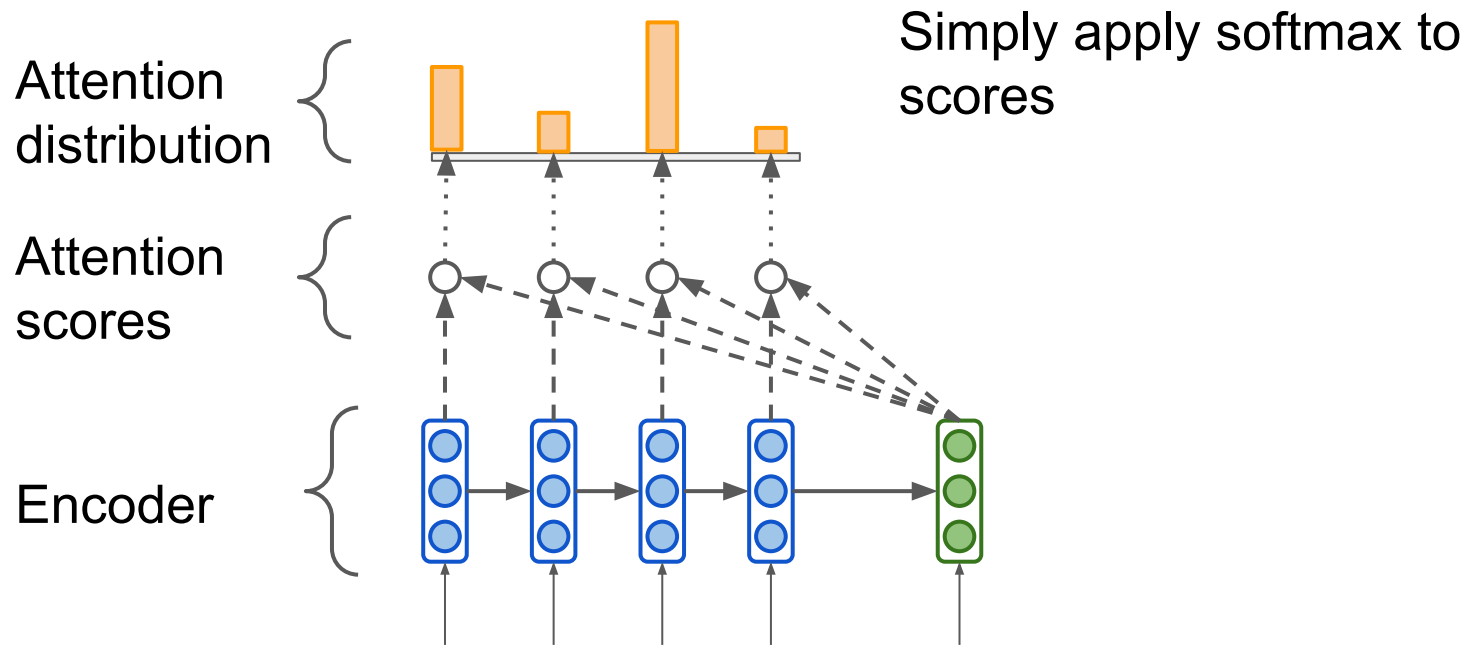 Simply apply softmax to
scores
Attention
distribution
Attention
scores
Encoder